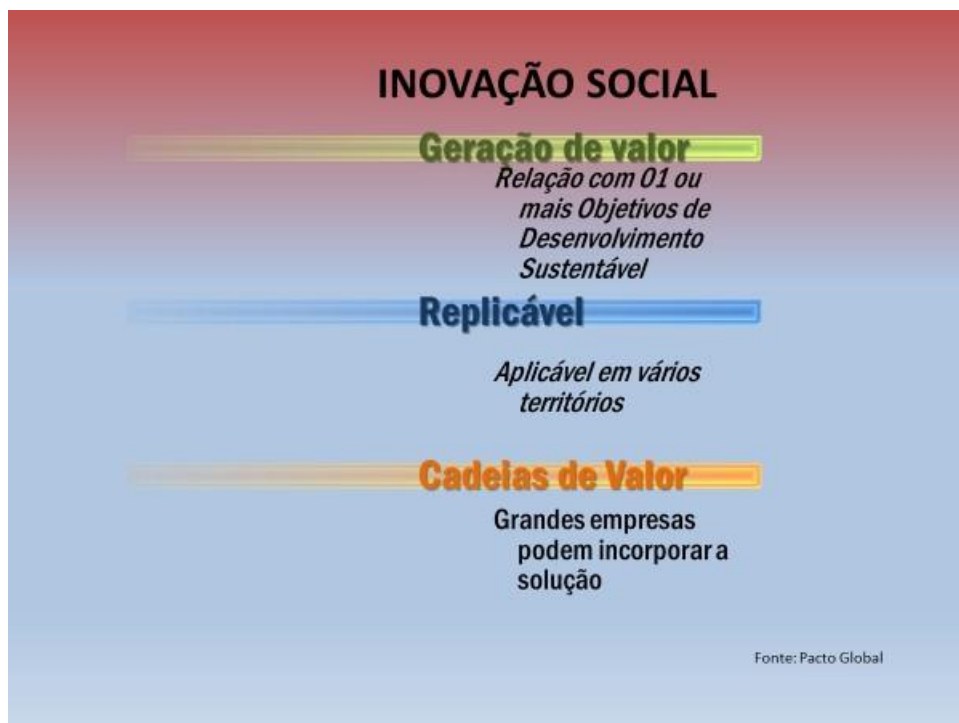 INOVAÇÃO SOCIAL
Geração de valor
Relação com 01 ou
mais Objetivos de
Desenvolvimento
Sustentável
Replicável
Aplicável em vários
territórios
Cadeias de Valor
Grandes empresas
podem incorporar a
solução
Fonte: Pacto Global